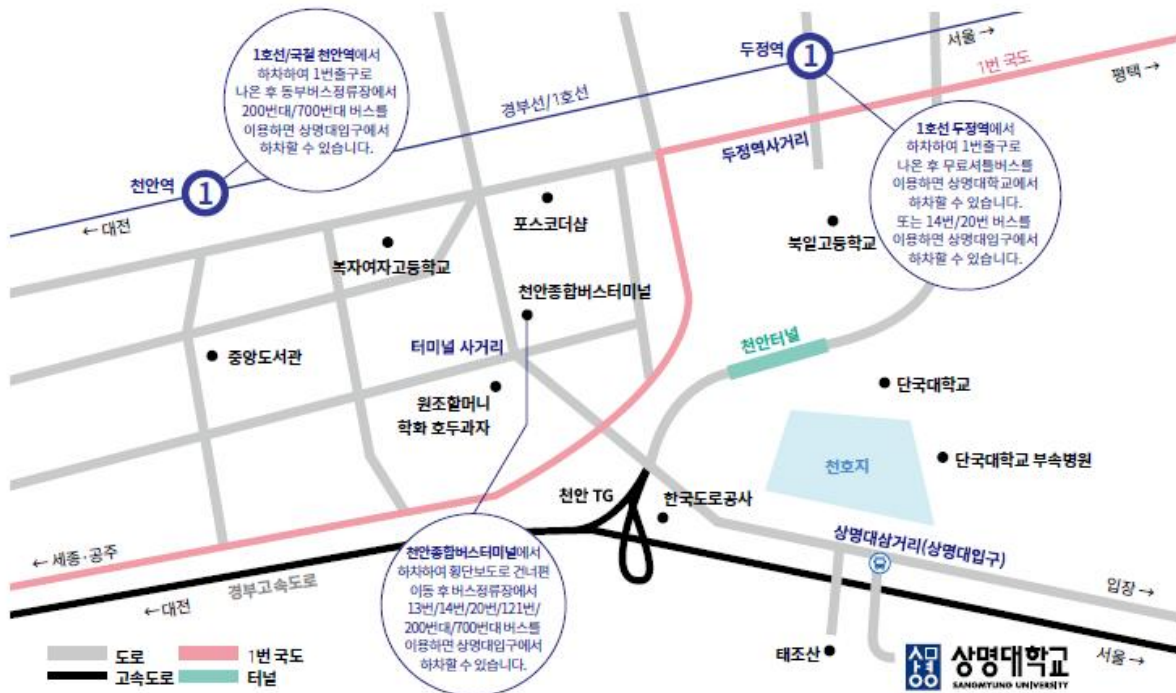 1호선/국철 천안역에서
하차하여 1번출구로
나온 후 동부버스정류장에서
200번대/700번대 버스를
이용하면 상명대입구에서
하차할 수 있습니다.
두정역
1
서울 →
1번 국도
평택 →
경부선/1호선
1호선 두정역에서
하차하여 1번출구로
나온 후 무료셔틀버스를
이용하면 상명대학교에서
하차할 수 있습니다.
또는 14번/20번 버스를
이용하면 상명대입구에서
하차할 수 있습니다.
두정역사거리
천안역
1
← 대전
포스코더샵
북일고등학교
복자여자고등학교
천안종합버스터미널
천안터널
터미널 사거리
중앙도서관
단국대학교
원조할머니
학화 호두과자
천호지
단국대학교 부속병원
천안 TG
한국도로공사
상명대삼거리(상명대입구)
← 세종·공주
천안종합버스터미널에서
하차하여 횡단보도로 건너편
이동 후 버스정류장에서
13번/14번/20번/121번/
200번대/700번대 버스를
이용하면 상명대입구에서
하차할 수 있습니다.
경부고속도로
← 대전
입장 →
태조산
서울 →
도로
1번 국도
고속도로
터널
상명
상명대학교
SANGMYUNG UNIVERSITY